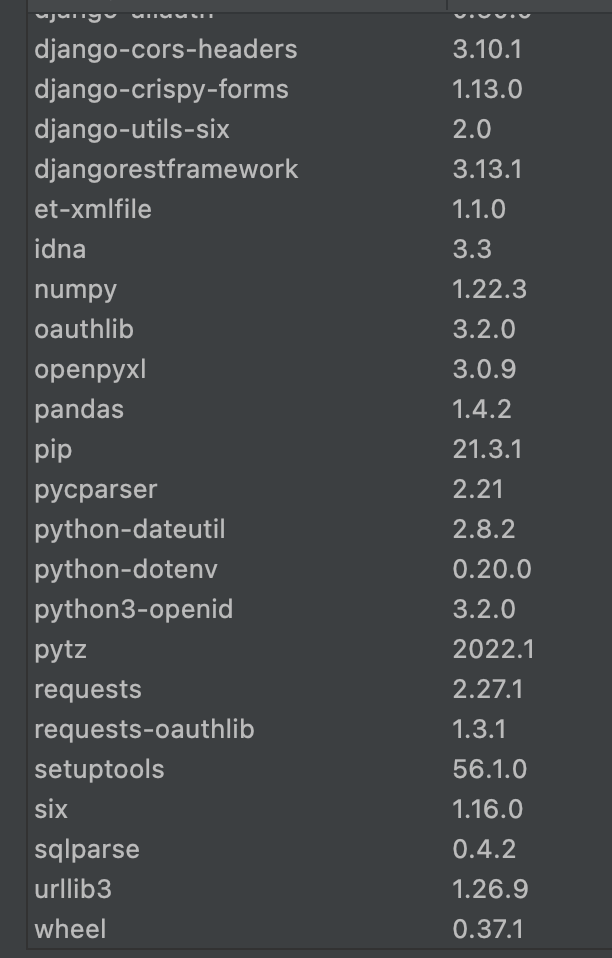 django-cors-headers 3.10.1
django-crispy-forms 1.13.0
django-utils-six 2.0
djangorestframework 3.13.1
et-xmlfile 1.1.0
idna 3.3
numpy 1.22.3
oauthlib 3.2.0
openpyxl 3.0.9
pandas 1.4.2
pip 21.3.1
pycparser 2.21
python-dateutil 2.8.2
python-dotenv 0.20.0
python3-openid 3.2.0
pytz 2022.1
requests 2.27.1
requests-oauthlib 1.3.1
setuptools 56.1.0
six 1.16.0
sqlparse 0.4.2
urllib3 1.26.9
wheel 0.37.1